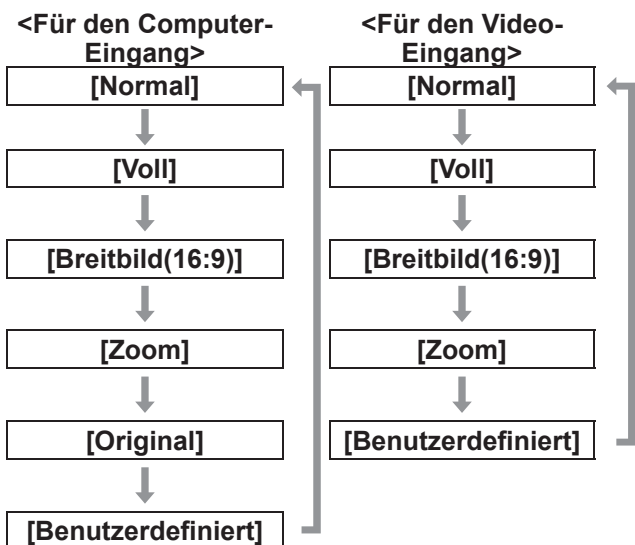 <Für den Computer-
Eingang>
[Normal]
[Voll]
[Breitbild(16:9)]
[Zoom]
[Original]
[Benutzerdefiniert]
<Für den Video-
Eingang>
[Normal]
[Voll]
[Breitbild(16:9)]
[Zoom]
[Benutzerdefiniert]